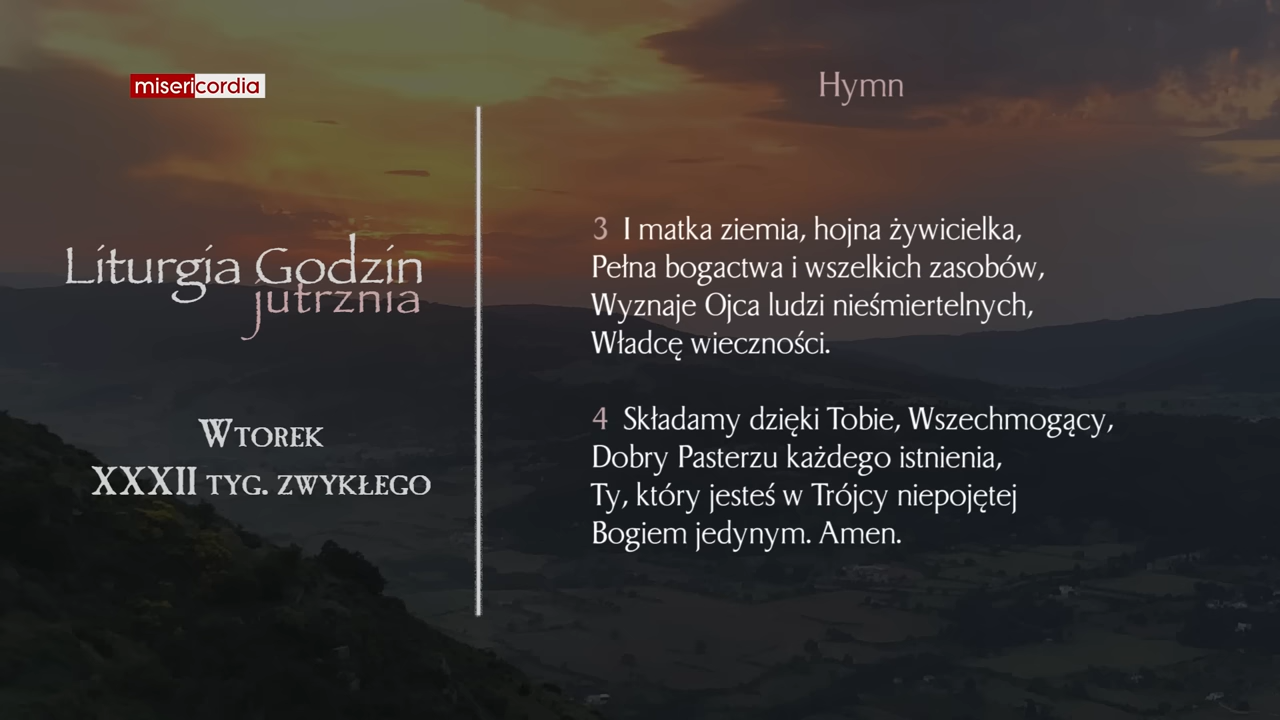 misericordia
Liturgia Godzin
jutrznia
Wtorek
XXXII tyg. zwykłego
Hymn
3 I matka ziemia, hojna żywicielka,
Pełna bogactwa i wszelkich zasobów,
Wyznaje Ojca ludzi nieśmiertelnych,
Władcę wieczności.
4 Składamy dzięki Tobie, Wszechmogący,
Dobry Pasterzu każdego istnienia,
Ty, który jesteś w Trójcy niepojętej
Bogiem jedynym. Amen.